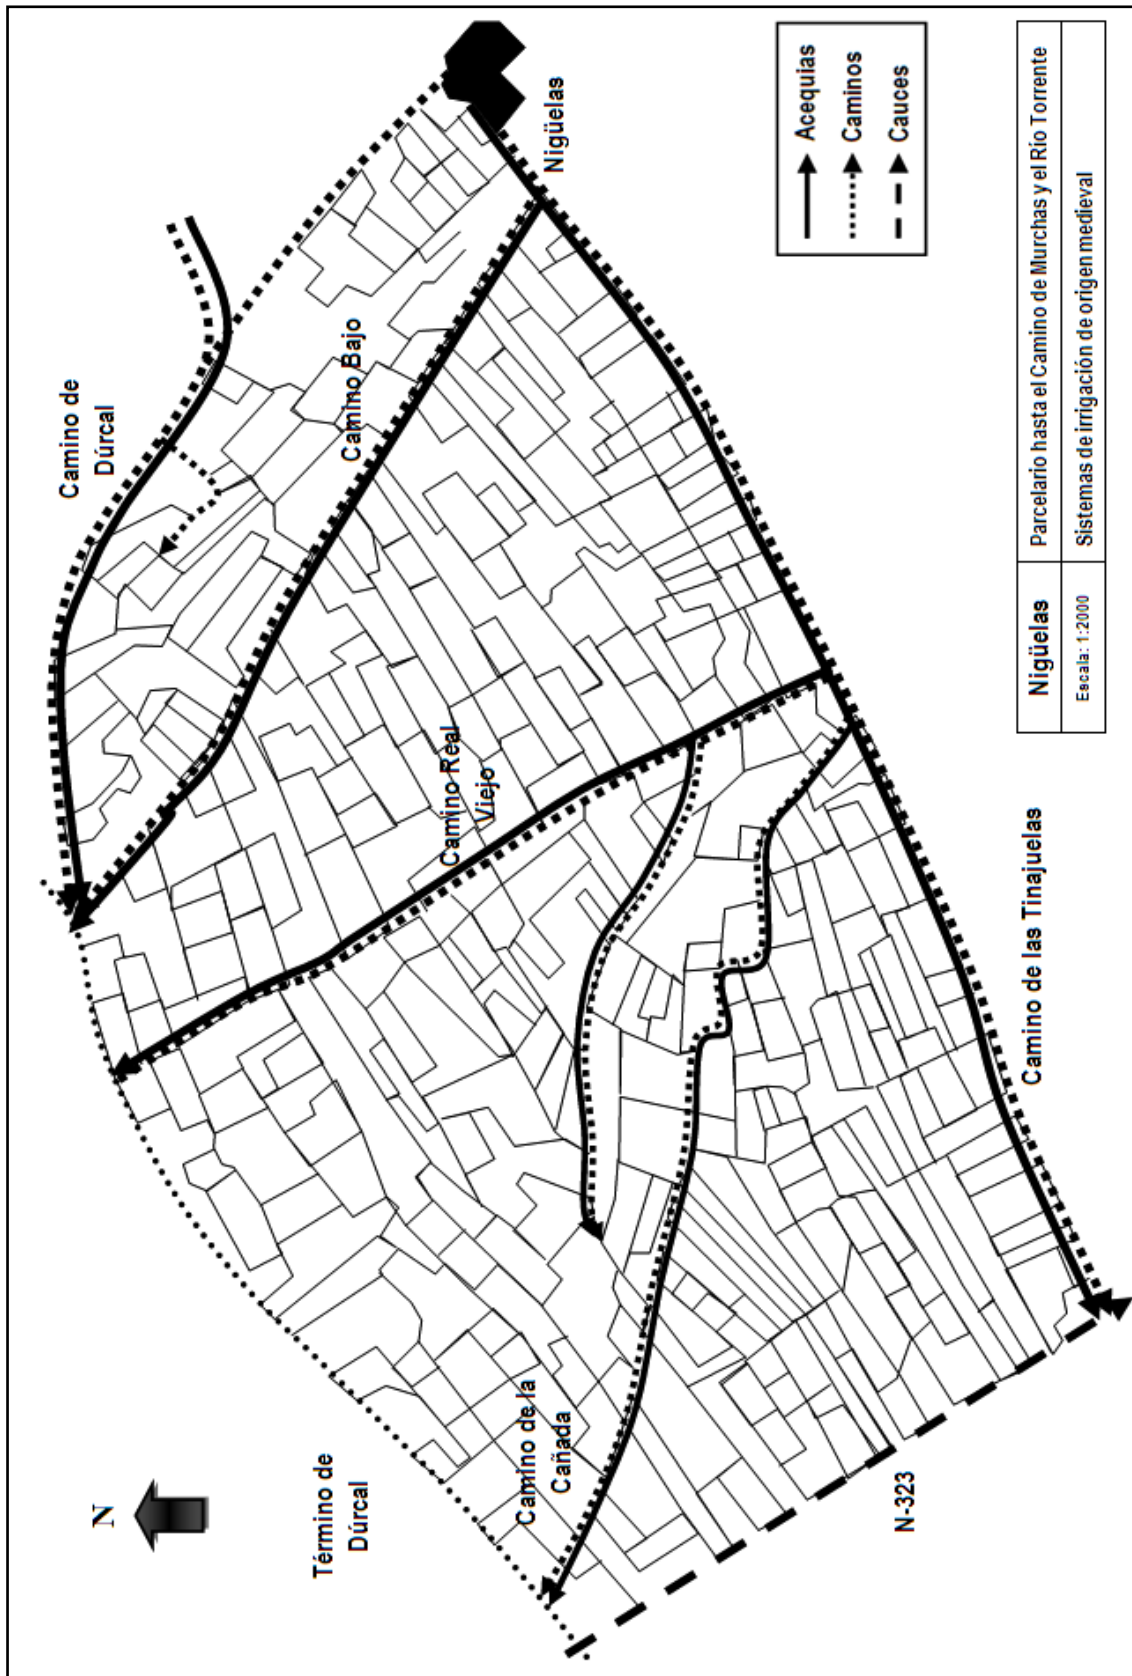 N
Término de
Dúrcal
Camino de
Dúrcal
Camino Bajo
Camino Real
Viejo
Camino de la
Cañada
Nigüelas
N-323
Camino de las Tinajuelas
Acequias
Caminos
Cauces
Nigüelas
Parcelario hasta el Camino de Murchas y el Río Torrente
Escala: 1:2000
Sistemas de irrigación de origen medieval